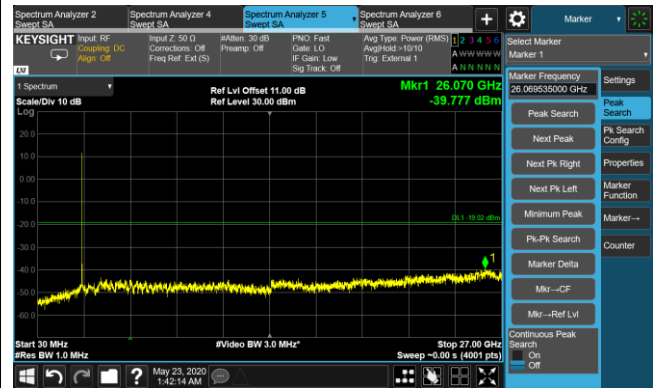 Spectrum Analyzer 2
Swept SA
Spectrum Analyzer 4
Swept SA
Spectrum Analyzer 5
Swept SA
Spectrum Analyzer 6
Swept SA
+
Marker
KEYSIGHT
Input: RF
Coupling: DC
Align: Off
Input Z: 50 Ω
Corrections: Off
Freq Ref: Ext (S)
#Atten: 30 dB
Preamp: Off
PNO: Fast
Gate: LO
IF Gain: Low
Sig Track: Off
Avg Type: Power (RMS)
Avg|Hold:>10/10
Trig: External 1
1 2 3 4 5 6
A W W W W W
A N N N N N
LXI
Select Marker
Marker 1
1 Spectrum
Scale/Div 10 dB
Log
Ref Lvl Offset 11.00 dB
Ref Level 30.00 dBm
Mkr1 26.070 GHz
-39.777 dBm
20.0
10.0
0.00
-10.0
-20.0
-30.0
-40.0
-50.0
-60.0
DL1 -19.02 dBm
1
Start 30 MHz
#Res BW 1.0 MHz
#Video BW 3.0 MHz*
Stop 27.00 GHz
Sweep ~0.00 s (4001 pts)
Marker Frequency
26.069535000 GHz
Peak Search
Next Peak
Next Pk Right
Next Pk Left
Minimum Peak
Pk-Pk Search
Marker Delta
Mkr→CF
Mkr→Ref Lvl
Continuous Peak
Search
On
Off
Settings
Peak
Search
Pk Search
Config
Properties
Marker
Function
Marker→
Counter
?
May 23, 2020
1:42:14 AM